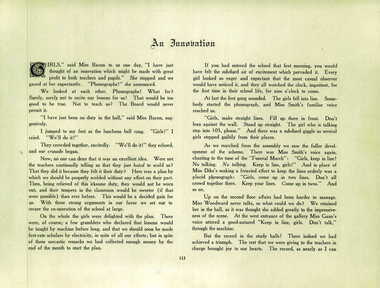 An Innovation
GIRLS," said Miss Bacon to us one day, "I have just
thought of an innovation which might be made with great
profit to both teachers and pupils." She stopped and we
gazed at her expectantly. "Phonographs!" she announced.
We looked at each other. Phonographs! What for?
Surely, surely not to recite our lessons for us! That would be too
good to be true. Not to teach us! The Board would never
permit it.
"I have just been on duty in the hall," said Miss Bacon, suggestively.
I jumped to my feet as the luncheon bell rang. "Girls!" I
cried. "We'll do it!"
They crowded together, excitedly. "We'll do it!" they echoed,
and our crusade began.
Now, no one can deny that it was an excellent idea. Were not
the teachers continually telling us that they just hated to scold us?
That they did it because they felt it their duty? Here was a plan by
which we should be properly scolded without any effort on their part.
Then, being relieved of this irksome duty, they would not be worn
out, and their tempers in the classroom would be sweeter (if that
were possible) than ever before. This would be a decided gain for
us. With these strong arguments in our favor we set out to
secure the co-operation of the school at large.
On the whole the girls were delighted with the plan. There
were, of course, a few grumblers who declared that lessons would
be taught by machine before long, and that we should soon be made
first-rate scholars by electricity, in spite of all our efforts; but in spite
of these sarcastic remarks we had collected enough money by the
end of the month to start the plan.
If you had entered the school that first morning, you would
have felt the subdued air of excitement which pervaded it. Every
girl looked so eager and expectant that the most casual observer
would have noticed it, and they all watched the clock, impatient, for
the first time in their school life, for nine o'clock to come.
At last the first gong sounded. The girls fell into line. Somebody
started the phonograph, and Miss Smith's familiar voice
reached us.
"Girls, make straight lines. Fill up there in front. Don't
lean against the wall. Stand up straight. The girl who is talking
step into 103, please." And there was a subdued giggle as several
girls stepped guiltily from their places.
As we marched from the assembly we saw the fuller development
of the scheme. There was Miss Smith's voice again,
chanting to the tune of the "Funeral March" "Girls, keep in line!
No talking. No talking. Keep in line, girls!" And in place of
Miss Dike's making a frenzied effort to keep the lines orderly was a
placid phonograph: "Girls, come up in two lines. Don't all
crowd together there. Keep your lines. Come up in twos." And
so on.
Up on the second floor affairs had been harder to manage.
Miss Woodward never talks, so what could we do? We retained
her in the hall, as it was thought she added greatly to the impressiveness
of the scene. At the west entrance of the gallery Miss Gann's
voice uttered a good-natured "Keep in line, girls. Don't talk,"
through the machine.
But the record in the study halls! There indeed we had
achieved a triumph. The rest that we were giving to the teachers in
charge brought joy to our hearts. The record, as nearly as I can